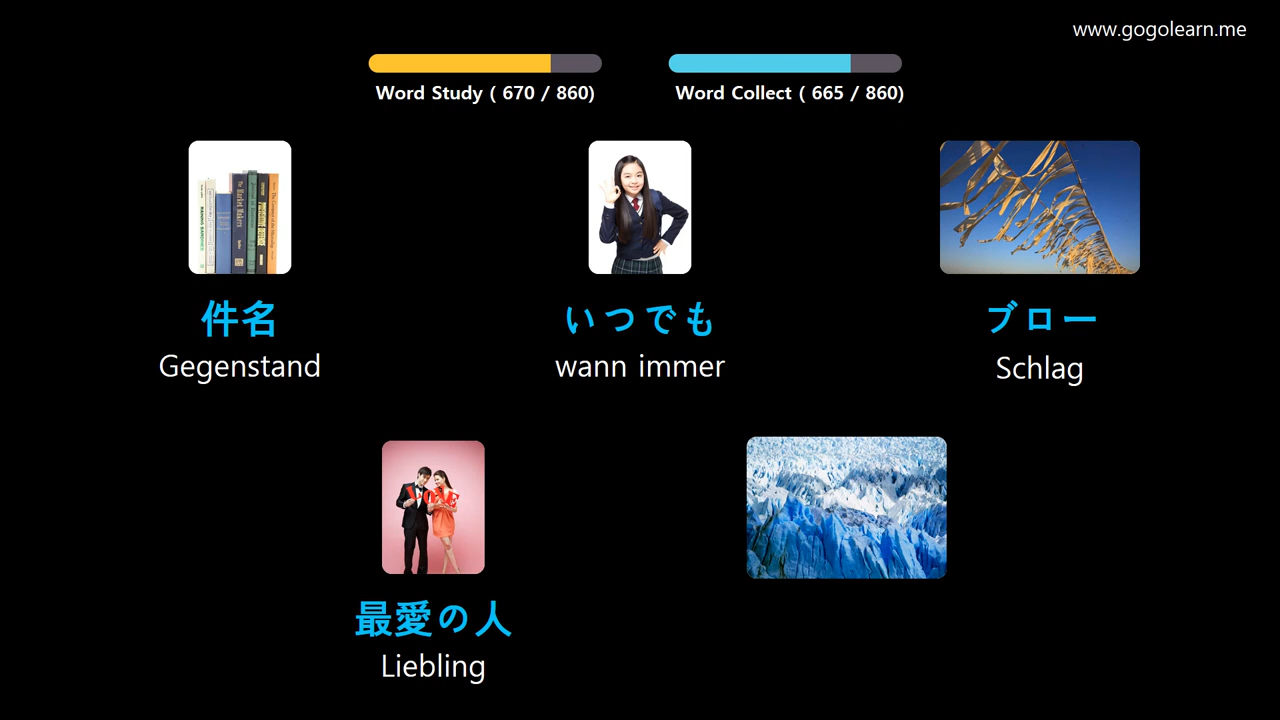 www.gogolearn.me
Word Study ( 670 / 860)
Word Collect ( 665 / 860)
件名
Gegenstand
いつでも
wann immer
ブロー
Schlag
最愛の人
Liebling